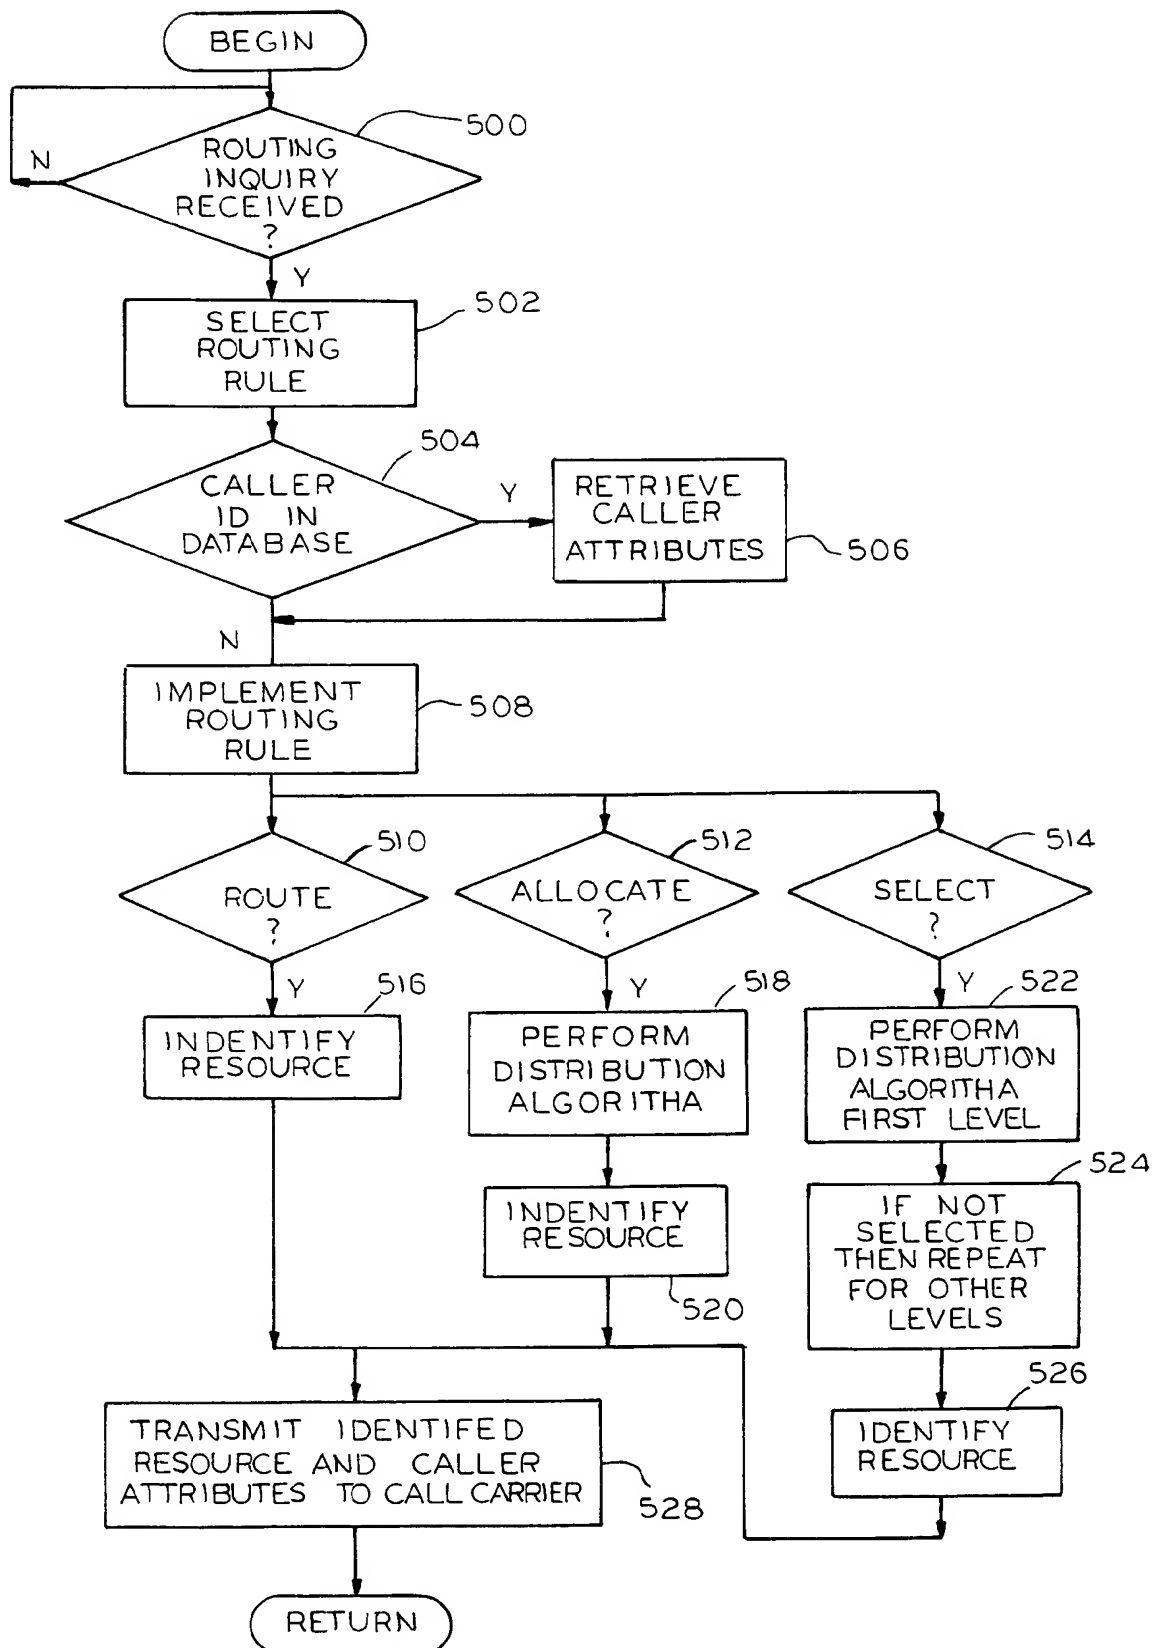 BEGIN
500
ROUTING
INQUIRY
RECEIVED
?
N
Y
502
SELECT
ROUTING
RULE
504
CALLER
ID IN
DATABASE
Y
RETRIEVE
CALLER
ATTRIBUTES
506
N
IMPLEMENT
ROUTING
RULE
508
510
ROUTE
?
512
ALLOCATE
?
514
SELECT
?
Y
516
INDENTIFY
RESOURCE
Y
518
PERFORM
DISTRIBUTION
ALGORITHA
Y
522
PERFORM
DISTRIBUTION
ALGORITHA
FIRST LEVEL
INDENTIFY
RESOURCE
520
524
IF NOT
SELECTED
THEN REPEAT
FOR OTHER
LEVELS
526
IDENTIFY
RESOURCE
TRANSMIT IDENTIFED
RESOURCE AND CALLER
ATTRIBUTES TO CALL CARRIER
528
RETURN